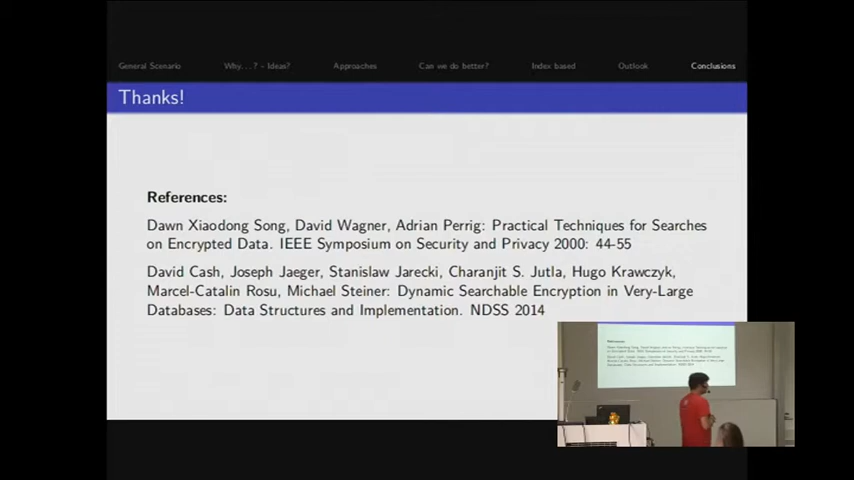 General Scenario Why...? - Ideas? Approaches Can we do better? Index based Outlook Conclusions
Thanks!
References:
Dawn Xiaodong Song, David Wagner, Adrian Perrig: Practical Techniques for Searches
on Encrypted Data. IEEE Symposium on Security and Privacy 2000: 44-55
David Cash, Joseph Jaeger, Stanislaw Jarecki, Charanjit S. Jutla, Hugo Krawczyk,
Marcel-Catalin Rosu, Michael Steiner: Dynamic Searchable Encryption in Very-Large
Databases: Data Structures and Implementation. NDSS 2014